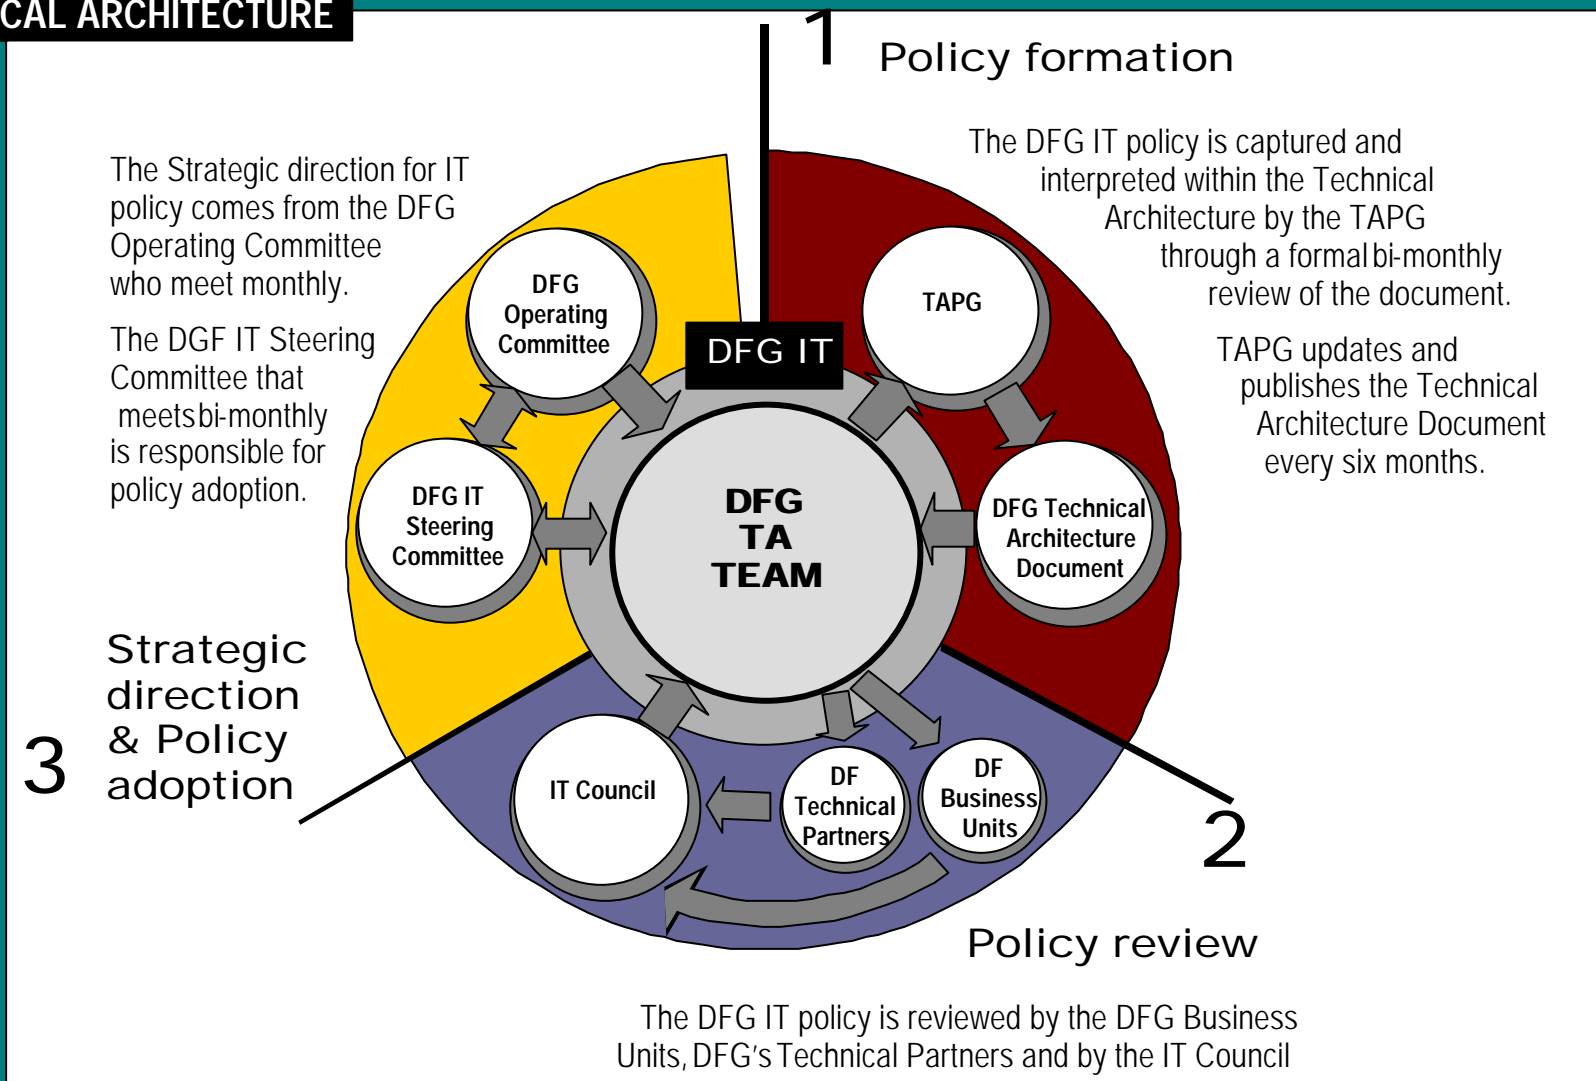 CAL ARCHITECTURE
1
Policy formation
The DFG IT policy is captured and
interpreted within the Technical
Architecture by the TAPG
through a formal bi-monthly
review of the document.
TAPG updates and
publishes the Technical
Architecture Document
every six months.
The Strategic direction for IT
policy comes from the DFG
Operating Committee
who meet monthly.
The DGF IT Steering
Committee that
meets bi-monthly
is responsible for
policy adoption.
DFG
Operating
Committee
TAPG
DFG IT
DFG IT
Steering
Committee
DFG
TA
TEAM
DFG Technical
Architecture
Document
3
Strategic
direction
& Policy
adoption
IT Council
DF
Technical
Partners
DF
Business
Units
2
Policy review
The DFG IT policy is reviewed by the DFG Business
Units, DFG's Technical Partners and by the IT Council